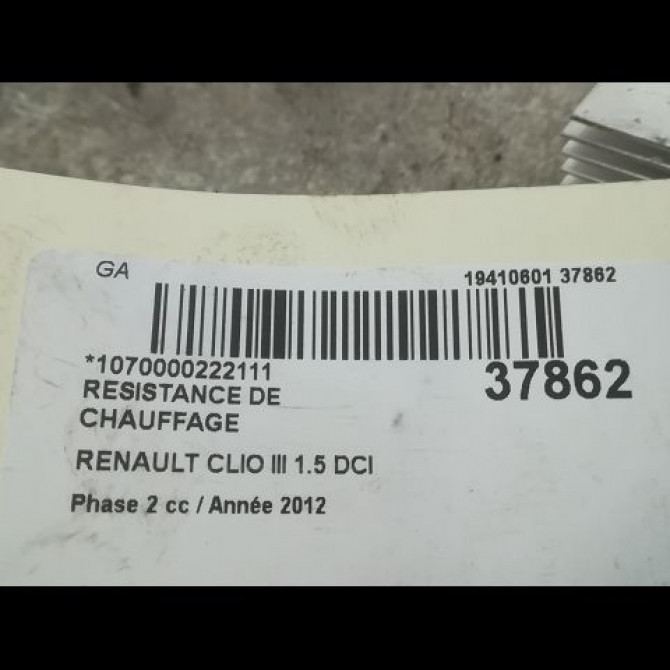 GA
19410601 37862
*1070000222111
37862
RESISTANCE DE
CHAUFFAGE
RENAULT CLIO III 1.5 DCI
Phase 2 cc / Année 2012